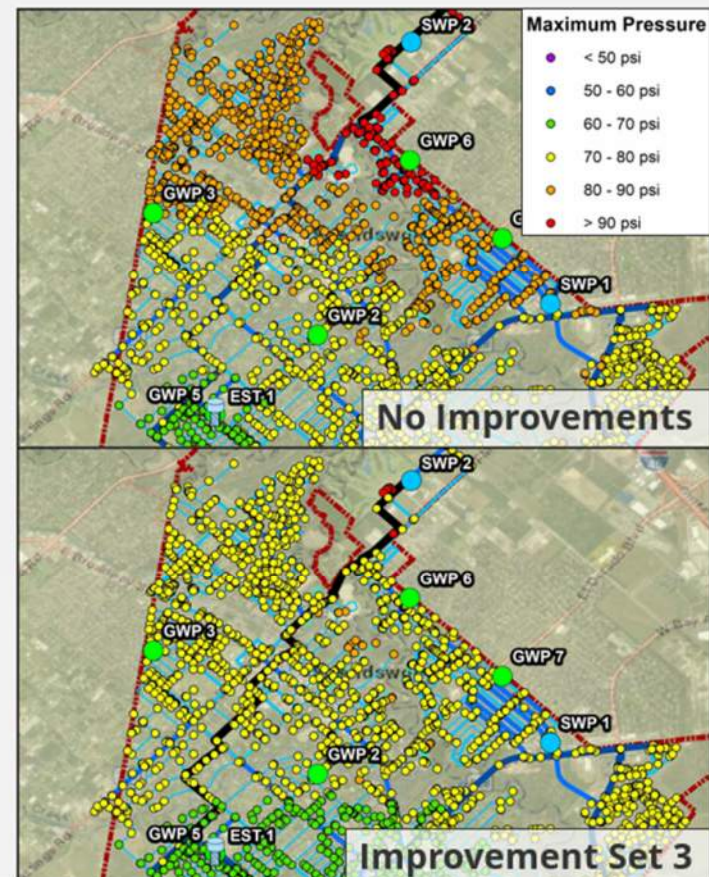 Maximum Pressure
< 50 psi
50 - 60 psi
60 - 70 psi
70 - 80 psi
80 - 90 psi
> 90 psi
SWP 2
GWP 6
GWP 3
SWP 1
GWP 2
GWP 5
EST 1
No Improvements
SWP 2
GWP 6
GWP 3
GWP 7
SWP 1
GWP 2
GWP 5
EST 1
Improvement Set 3